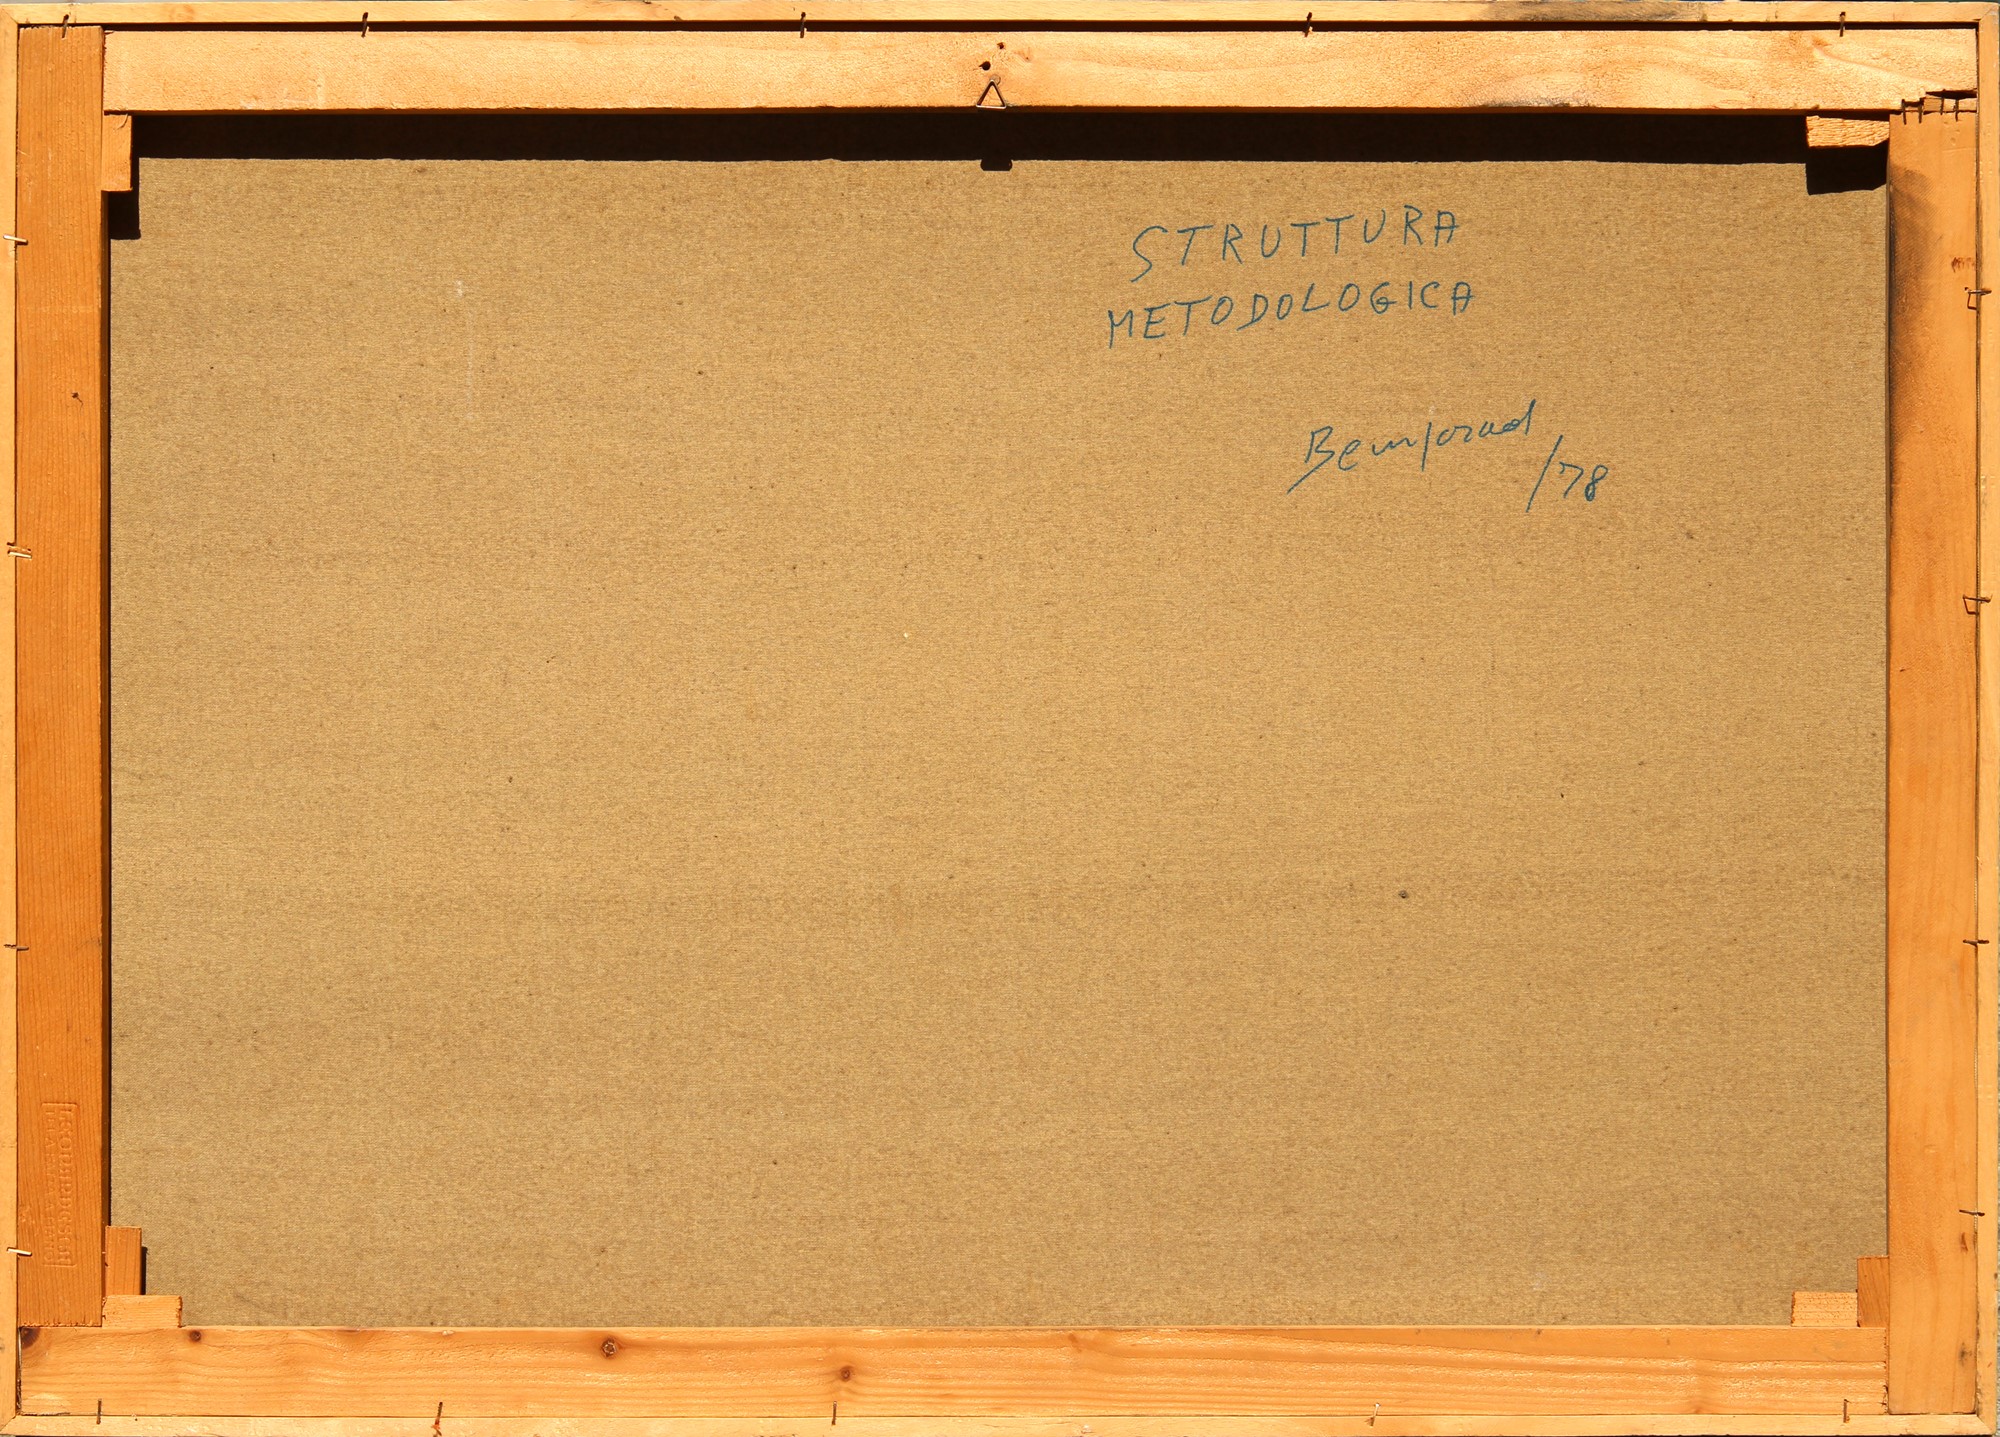 STRUTTURA
METODOLOGICA
Bemporad
/78